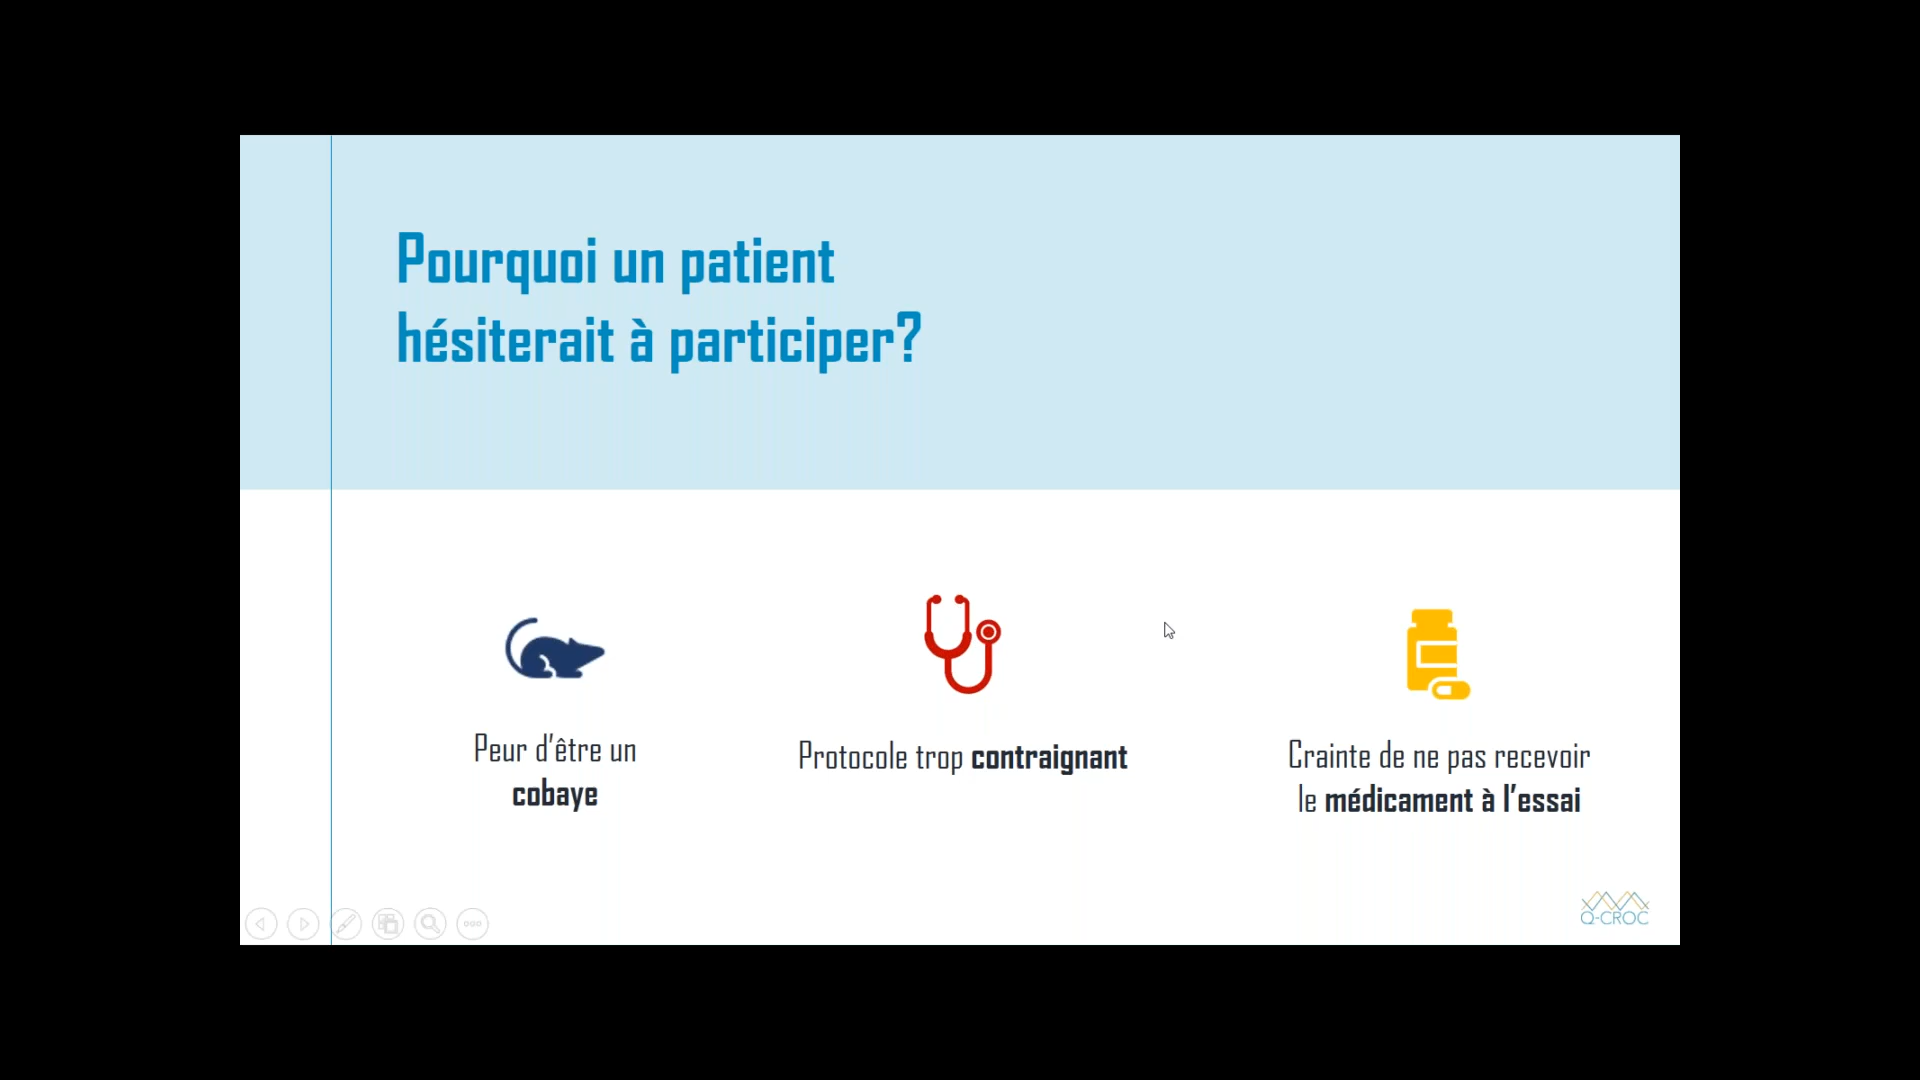 Pourquoi un patient
hésiterait à participer?
Peur d'être un
cobaye
Protocole trop contraignant
Crainte de ne pas recevoir
le médicament à l'essai
Q-CROC